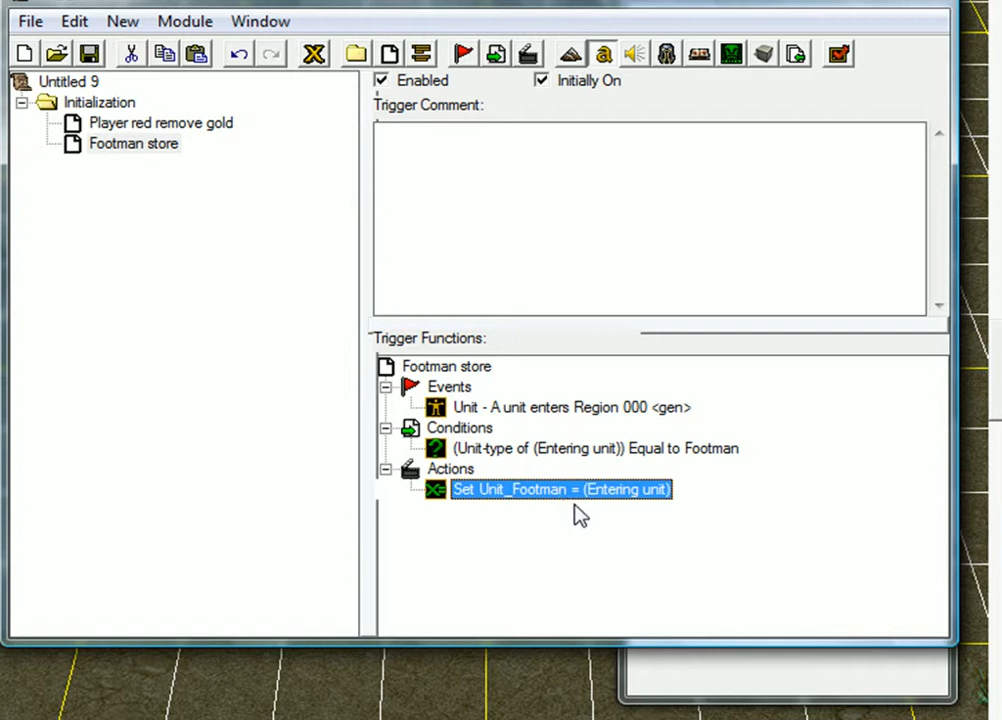 File Edit New Module Window
Untitled 9
Initialization
Player red remove gold
Footman store
Enabled
Initially On
Trigger Comment:
Trigger Functions:
Footman store
Events
Unit - A unit enters Region 000 <gen>
Conditions
(Unit-type of (Entering unit)) Equal to Footman
Actions
Set Unit_Footman = (Entering unit)